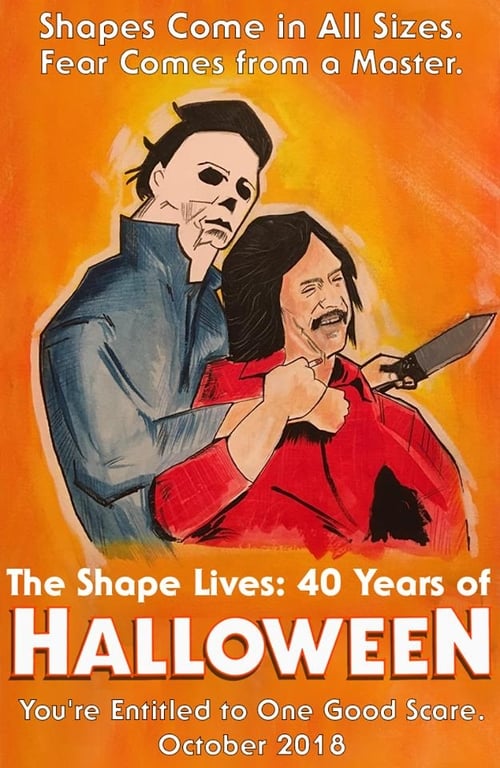 Shapes Come in All Sizes.
Fear Comes from a Master.
The Shape Lives: 40 Years of
HALLOWEEN
You're Entitled to One Good Scare.
October 2018